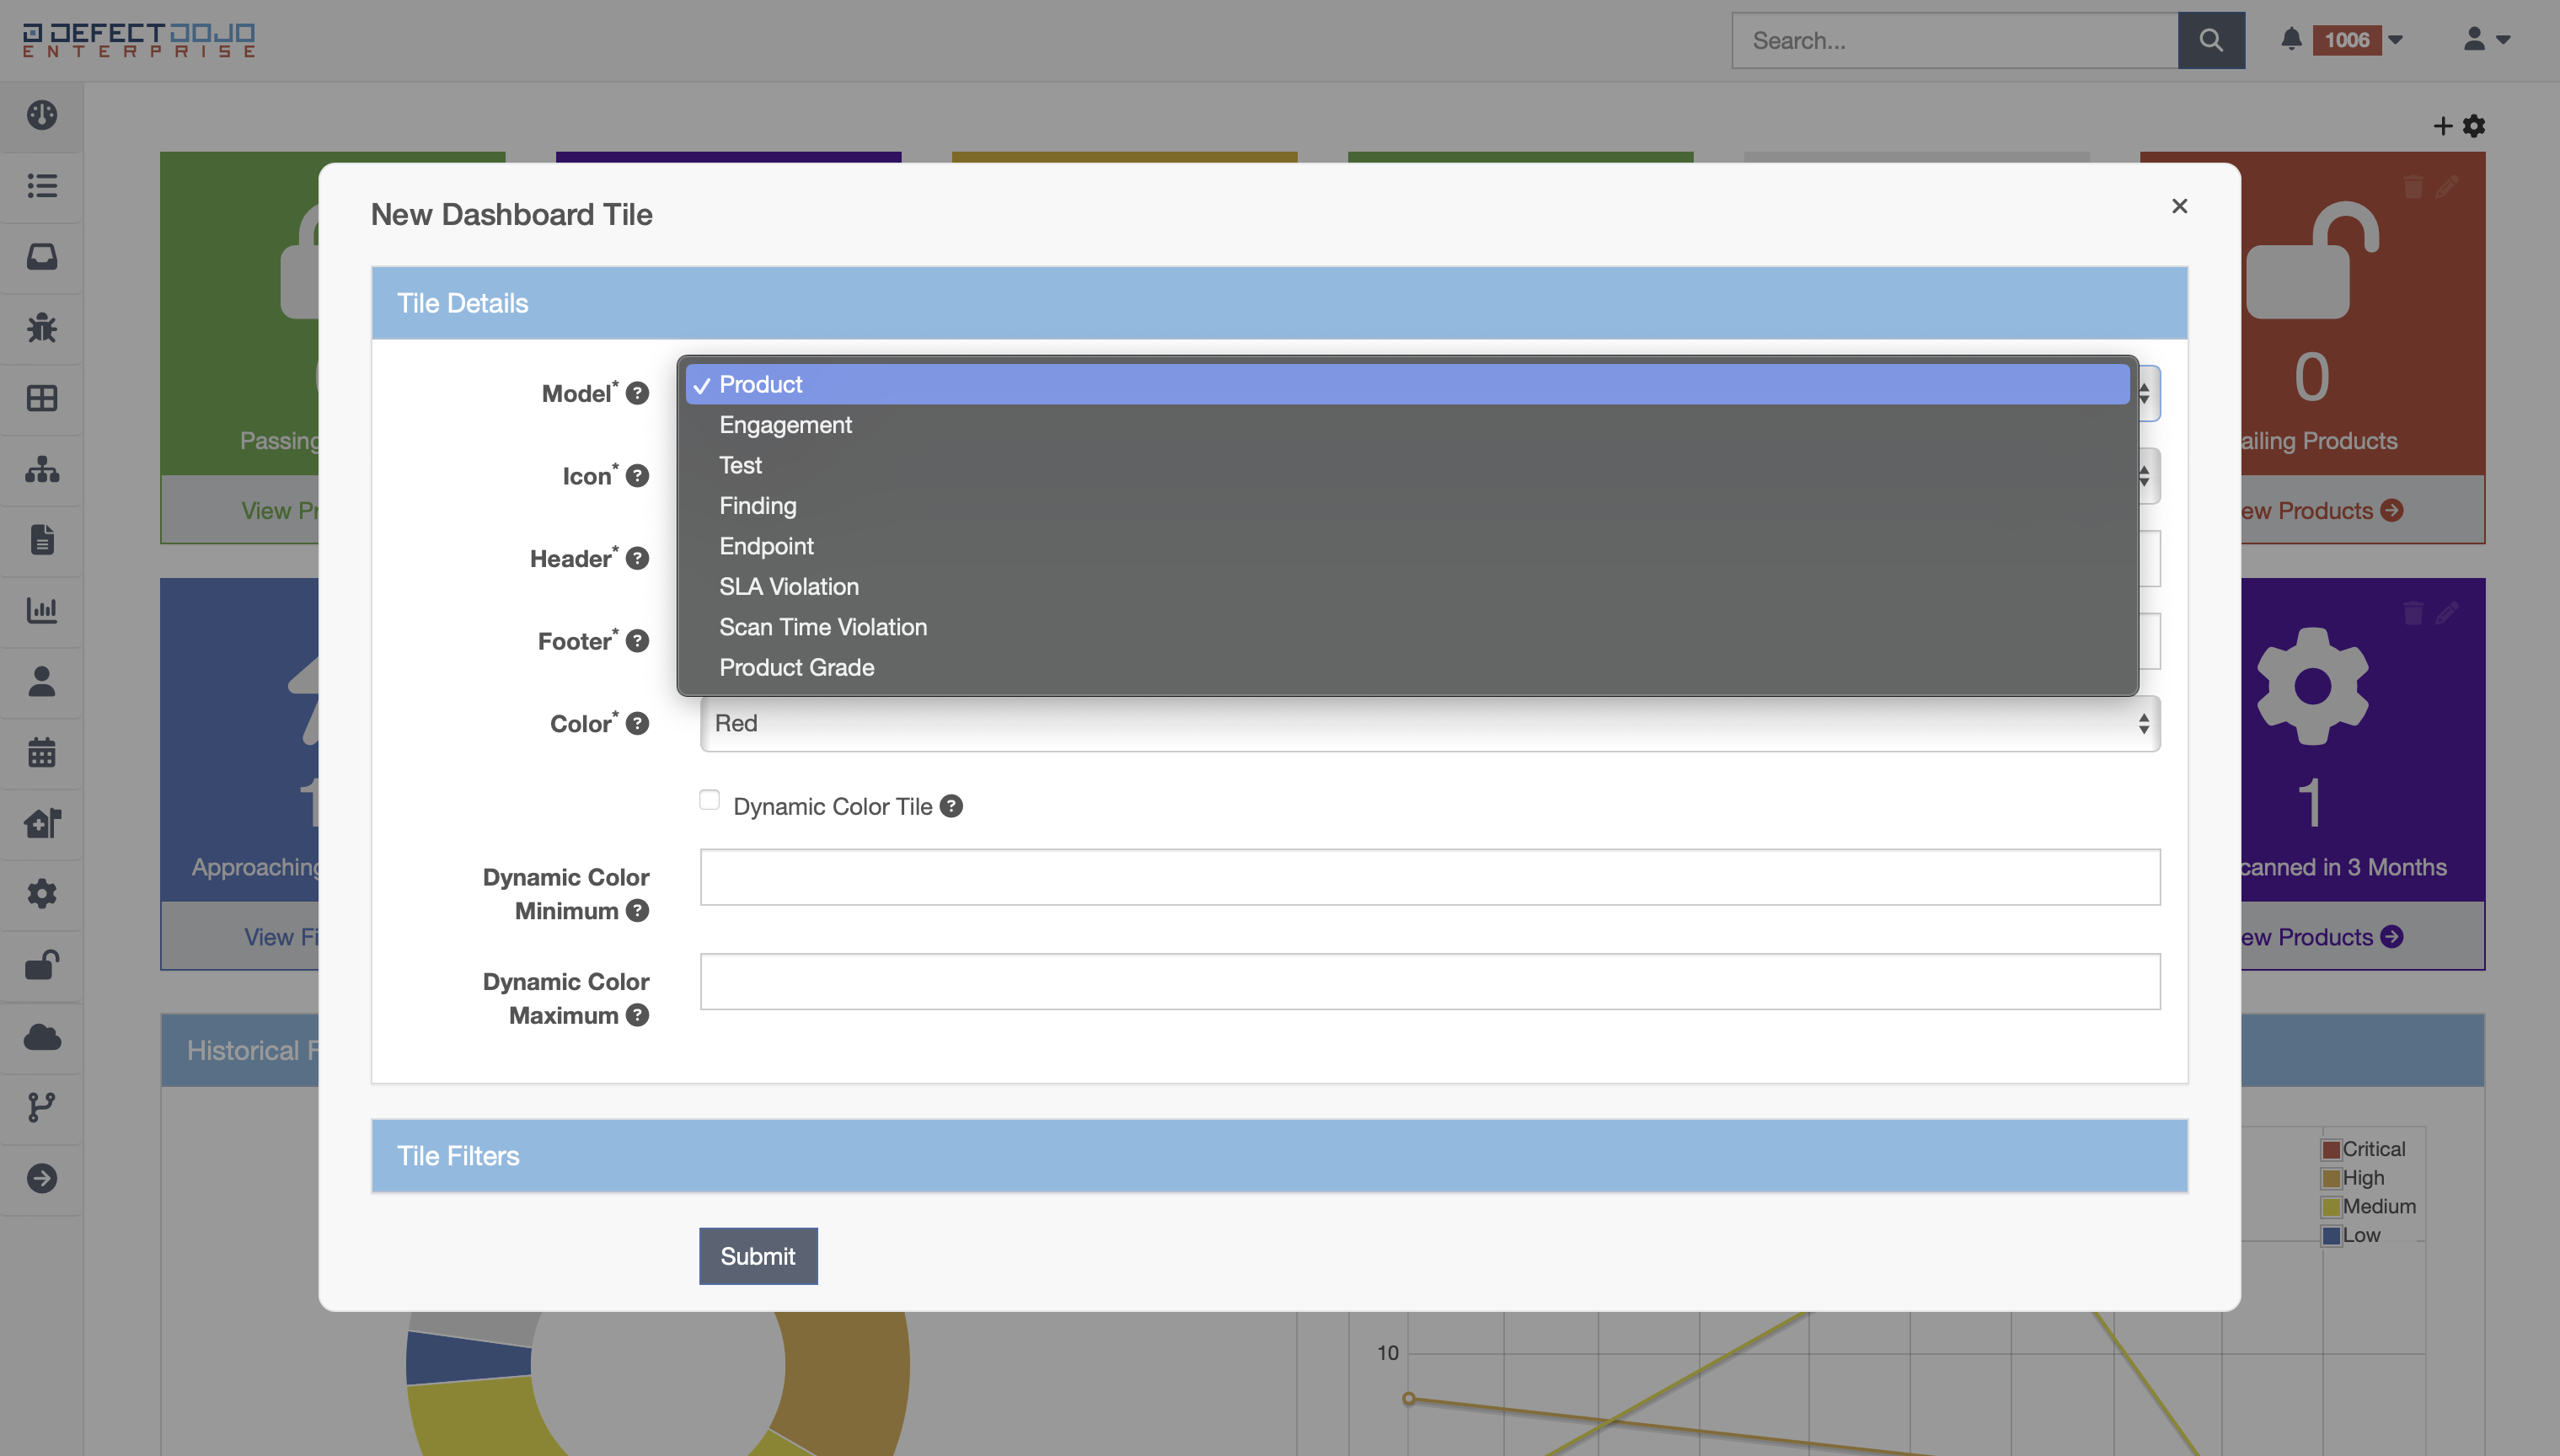 DEFECTDOJO
ENTERPRISE
Search...
1006
New Dashboard Tile
Tile Details
Model* ?
✓ Product
Engagement
Test
Finding
Endpoint
SLA Violation
Scan Time Violation
Product Grade
Icon* ?
Header* ?
Footer* ?
Color* ?
Red
Dynamic Color Tile ?
Dynamic Color
Minimum ?
Dynamic Color
Maximum ?
Tile Filters
Submit
Passing
View Pr
0
ailing Products
ew Products
Approaching
View Fi
1
canned in 3 Months
ew Products
Historical F
Critical
High
Medium
Low
10